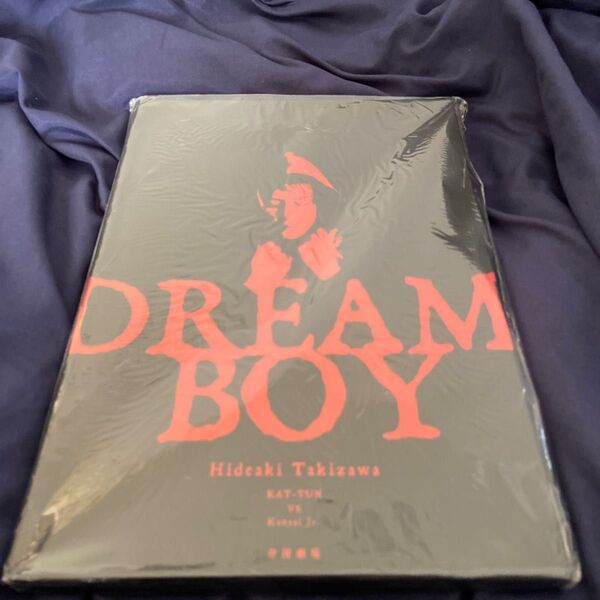 DREAM
BOY
Hideaki Takizawa
KAT-TUN
VS
Kansai Jr.
帝国劇場